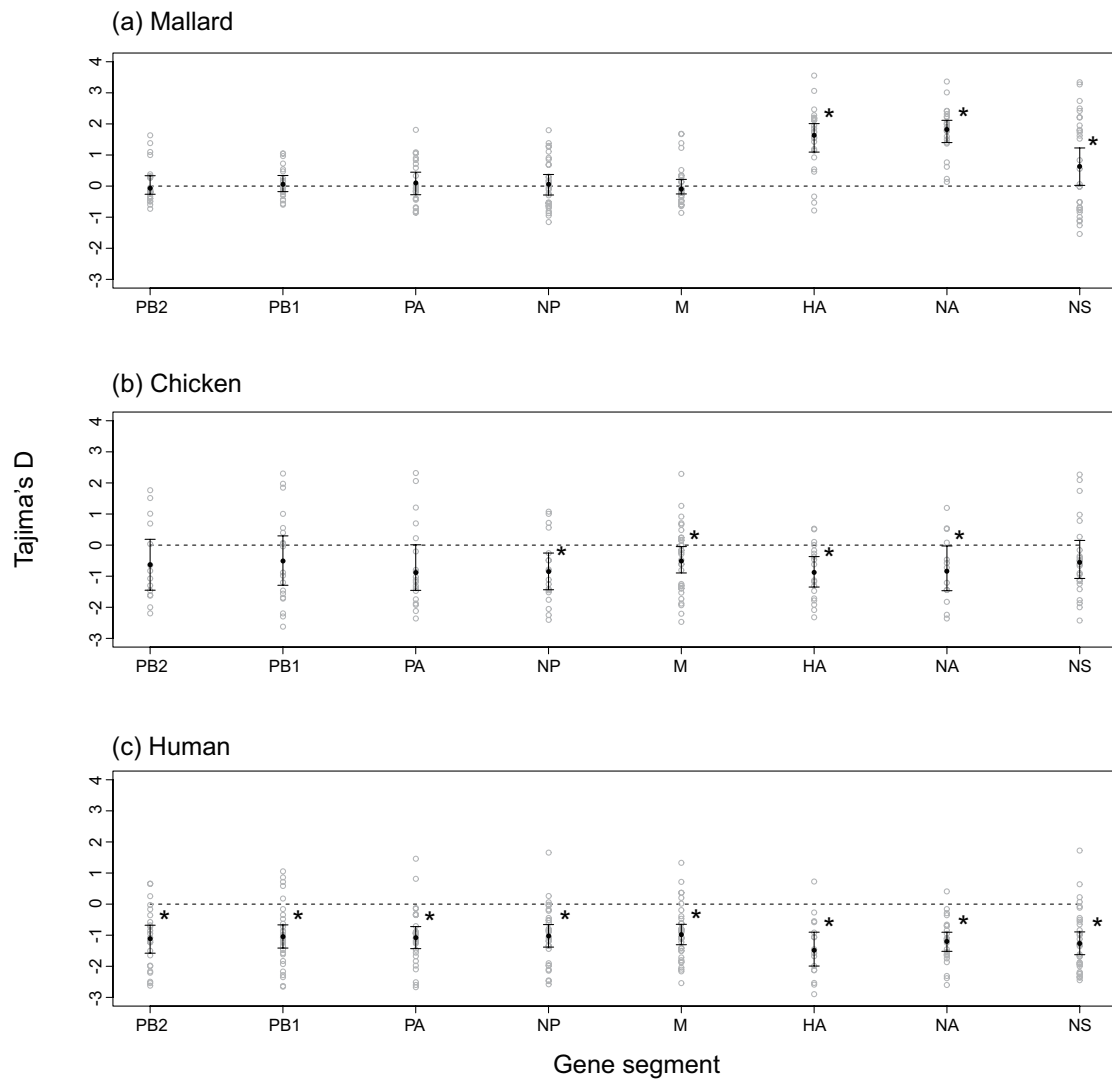 (a) Mallard
4
3
2
1
0
-1
-2
-3
* * *
PB2 PB1 PA NP M HA NA NS
(b) Chicken
Tajima's D
4
3
2
1
0
-1
-2
-3
* * * *
PB2 PB1 PA NP M HA NA NS
(c) Human
4
3
2
1
0
-1
-2
-3
* * * * * * * *
PB2 PB1 PA NP M HA NA NS
Gene segment